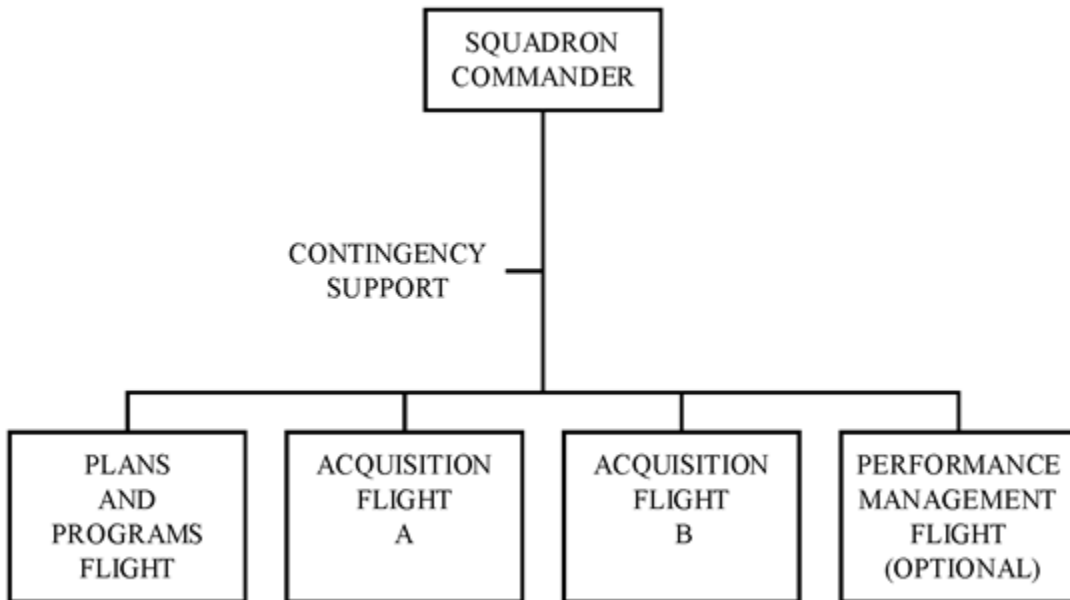 SQUADRON
COMMANDER
CONTINGENCY
SUPPORT
PLANS
AND
PROGRAMS
FLIGHT
ACQUISITION
FLIGHT
A
ACQUISITION
FLIGHT
B
PERFORMANCE
MANAGEMENT
FLIGHT
(OPTIONAL)